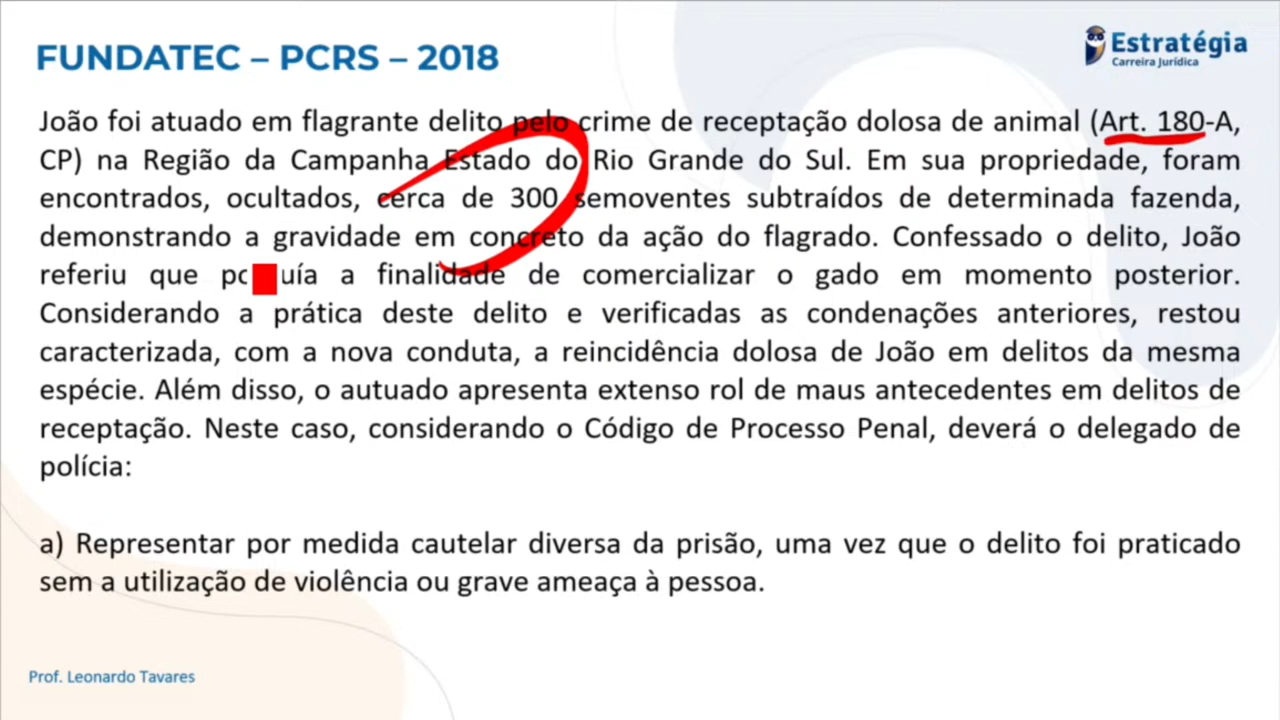 FUNDATEC – PCRS – 2018
Estratégia
Carreira Jurídica
João foi atuado em flagrante delito pelo crime de receptação dolosa de animal (Art. 180-A,
CP) na Região da Campanha Estado do Rio Grande do Sul. Em sua propriedade, foram
encontrados, ocultados, cerca de 300 semoventes subtraídos de determinada fazenda,
demonstrando a gravidade em concreto da ação do flagrado. Confessado o delito, João
referiu que a finalidade de comercializar o gado em momento posterior.
Considerando a prática deste delito e verificadas as condenações anteriores, restou
caracterizada, com a nova conduta, a reincidência dolosa de João em delitos da mesma
espécie. Além disso, o autuado apresenta extenso rol de maus antecedentes em delitos de
receptação. Neste caso, considerando o Código de Processo Penal, deverá o delegado de
polícia:
a) Representar por medida cautelar diversa da prisão, uma vez que o delito foi praticado
sem a utilização de violência ou grave ameaça à pessoa.
Prof. Leonardo Tavares